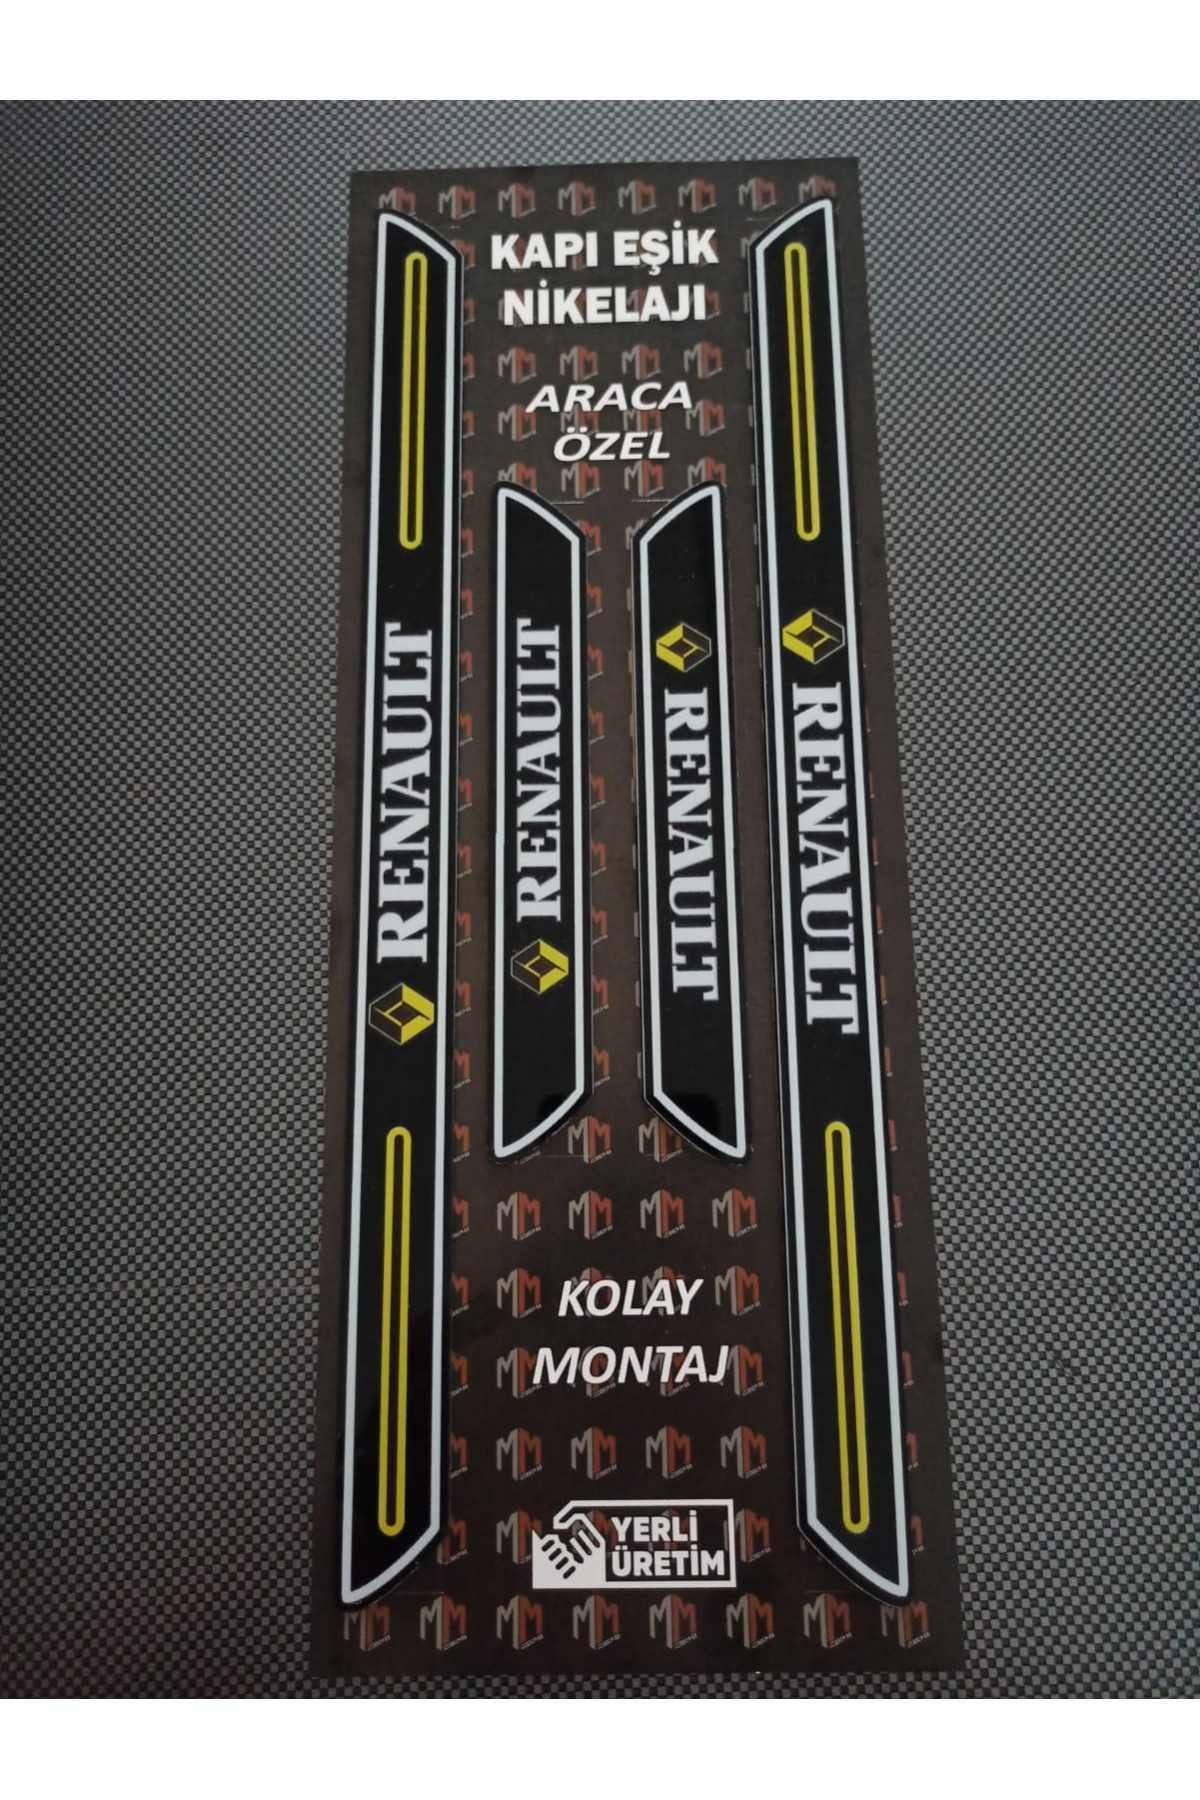 KAPI EŞİK
NİKELAJI
ARACA
ÖZEL
RENAULT
RENAULT
RENAULT
RENAULT
KOLAY
MONTAJ
YERLİ
ÜRETİM